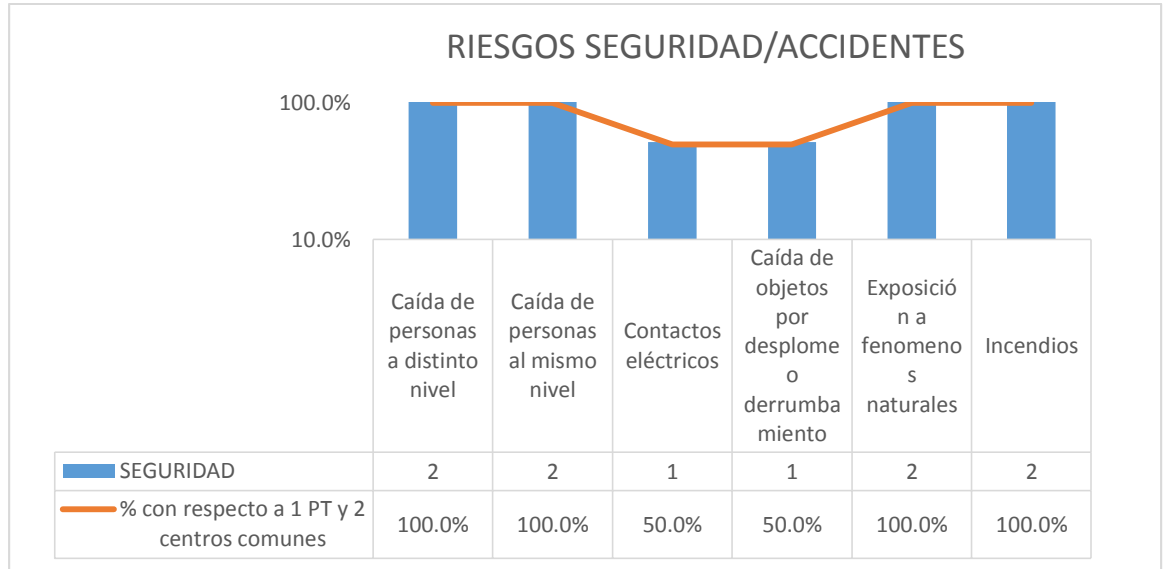 RIESGOS SEGURIDAD/ACCIDENTES
100.0%
10.0%
Caída de
personas
a distinto
nivel
Caída de
personas
al mismo
nivel
Contactos
eléctricos
Caída de
objetos
por
desplome
o
derrumba
miento
Exposició
n a
fenomeno
s
naturales
Incendios
SEGURIDAD 2 2 1 1 2 2
% con respecto a 1 PT y 2
centros comunes
100.0% 100.0% 50.0% 50.0% 100.0% 100.0%